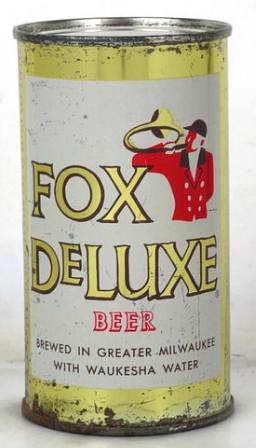 FOX
DELUXE®
BEER
BREWED IN GREATER MILWAUKEE
WITH WAUKESHA WATER